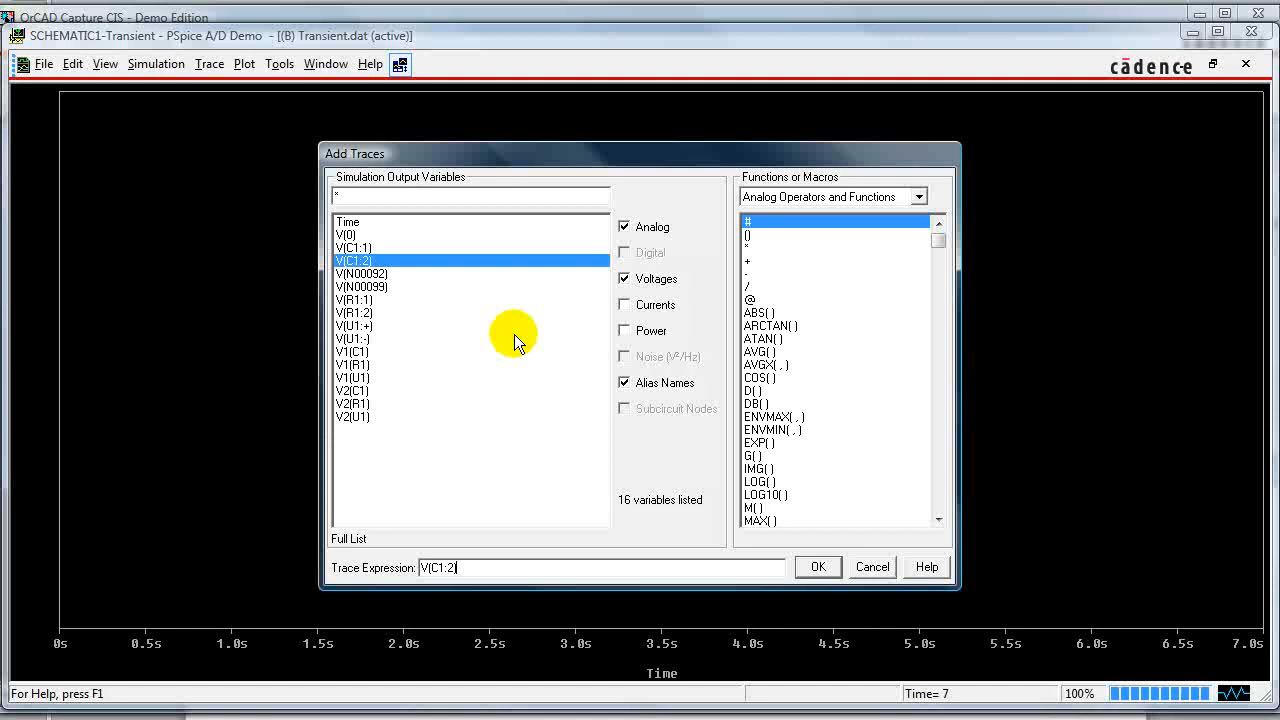 OrCAD Capture CIS - Demo Edition
SCHEMATIC1-Transient - PSpice A/D Demo - [(B) Transient.dat (active)]
File Edit View Simulation Trace Plot Tools Window Help
cādence
Add Traces
Simulation Output Variables
*
Time
V(0)
V(C1:1)
V(C1:2)
V(N00092)
V(N00099)
V(R1:1)
V(R1:2)
V(U1:+)
V(U1:-)
V1(C1)
V1(R1)
V1(U1)
V2(C1)
V2(R1)
V2(U1)
Full List
Analog
Digital
Voltages
Currents
Power
Noise (V²/Hz)
Alias Names
Subcircuit Nodes
16 variables listed
Functions or Macros
Analog Operators and Functions
#
()
*
+
-
/
@
ABS()
ARCTAN()
ATAN()
AVG()
AVGX( , )
COS()
D()
DB()
ENVMAX( , )
ENVMIN( , )
EXP()
G()
IMG()
LOG()
LOG10()
M()
MAX()
Trace Expression: V(C1:2)
OK Cancel Help
0s 0.5s 1.0s 1.5s 2.0s 2.5s 3.0s 3.5s 4.0s 4.5s 5.0s 5.5s 6.0s 6.5s 7.0s
Time
For Help, press F1
Time= 7
100%